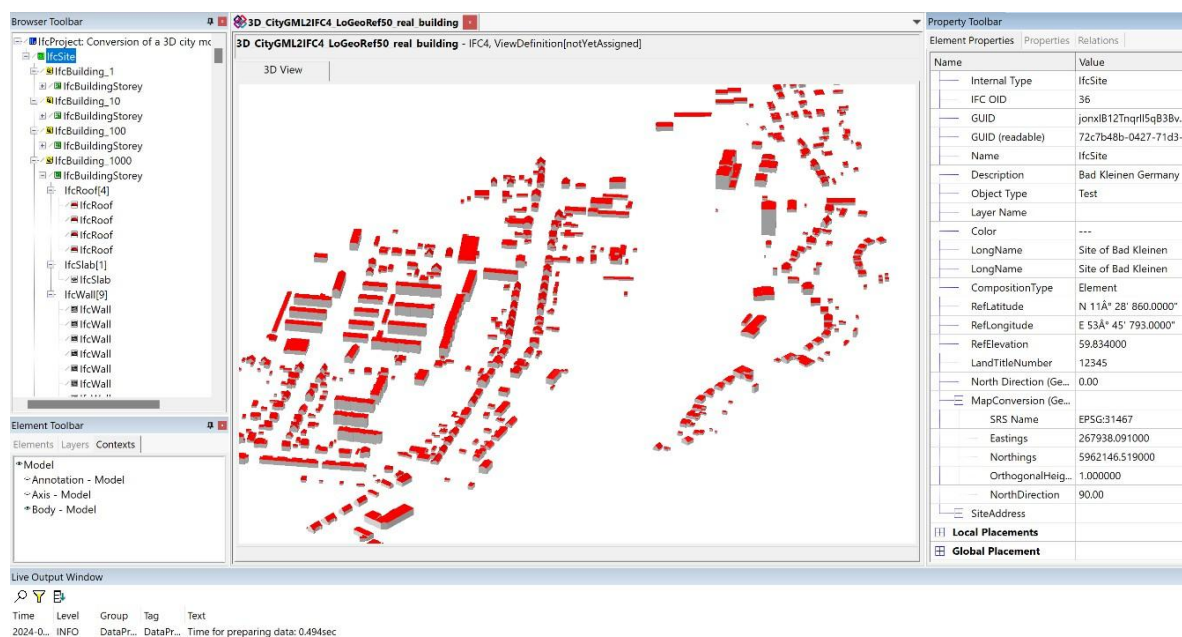 Browser Toolbar
IfcProject: Conversion of a 3D city mo
IfcSite
IfcBuilding_1
IfcBuildingStorey
IfcBuilding_10
IfcBuildingStorey
IfcBuilding_100
IfcBuildingStorey
IfcBuilding_1000
IfcBuildingStorey
IfcRoof[4]
IfcRoof
IfcRoof
IfcRoof
IfcRoof
IfcSlab[1]
IfcSlab
IfcWall[9]
IfcWall
IfcWall
IfcWall
IfcWall
IfcWall
IfcWall
Element Toolbar
Elements Layers Contexts
Model
Annotation - Model
Axis - Model
Body - Model
3D_CityGML2IFC4_LoGeoRef50_real_building
3D_CityGML2IFC4_LoGeoRef50_real_building - IFC4, ViewDefinition[notYetAssigned]
3D View
Property Toolbar
Element Properties Properties Relations
Name Value
Internal Type IfcSite
IFC OID 36
GUID jonxIB12TnqrlI5qB3Bv.
GUID (readable) 72c7b48b-0427-71d3-
Name IfcSite
Description Bad Kleinen Germany
Object Type Test
Layer Name
Color ---
LongName Site of Bad Kleinen
LongName Site of Bad Kleinen
CompositionType Element
RefLatitude N 11Â° 28' 860.0000"
RefLongitude E 53Â° 45' 793.0000"
RefElevation 59.834000
LandTitleNumber 12345
North Direction (Ge... 0.00
MapConversion (Ge...
SRS Name EPSG:31467
Eastings 267938.091000
Northings 5962146.519000
OrthogonalHeig... 1.000000
NorthDirection 90.00
SiteAddress
Local Placements
Global Placement
Live Output Window
Time Level Group Tag Text
2024-0... INFO DataPr... DataPr... Time for preparing data: 0.494sec